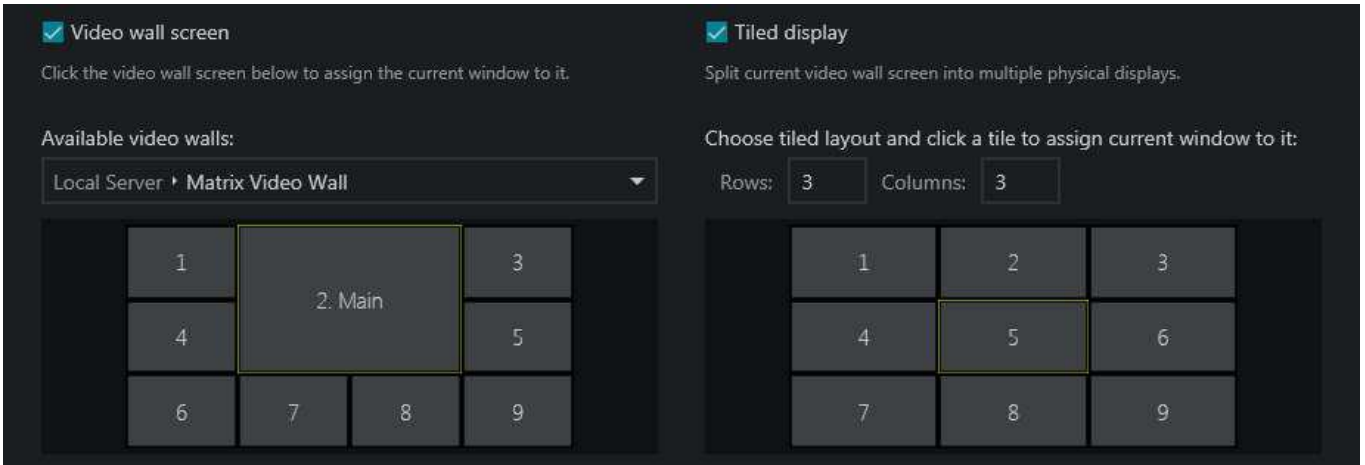 Video wall screen
Click the video wall screen below to assign the current window to it.
Available video walls:
Local Server ‣ Matrix Video Wall
1
2. Main
3
4
5
6 7 8 9
Tiled display
Split current video wall screen into multiple physical displays.
Choose tiled layout and click a tile to assign current window to it:
Rows: 3 Columns: 3
1 2 3
4 5 6
7 8 9